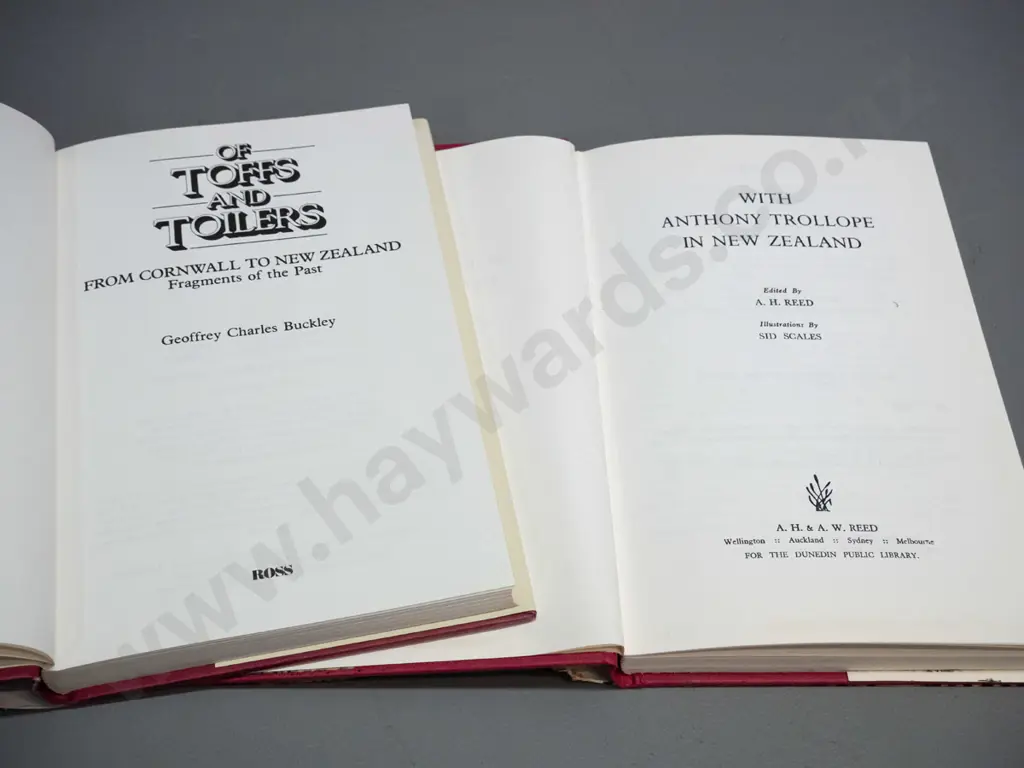 OF
TOFFS
AND
TOILERS
FROM CORNWALL TO NEW ZEALAND
Fragments of the Past
Geoffrey Charles Buckley
ROSS
WITH
ANTHONY TROLLOPE
IN NEW ZEALAND
Edited By
A. H. REED
Illustrations By
SID SCALES
A. H. & A. W. REED
Wellington :: Auckland :: Sydney :: Melbourne
FOR THE DUNEDIN PUBLIC LIBRARY.
www.haywards.co.nz